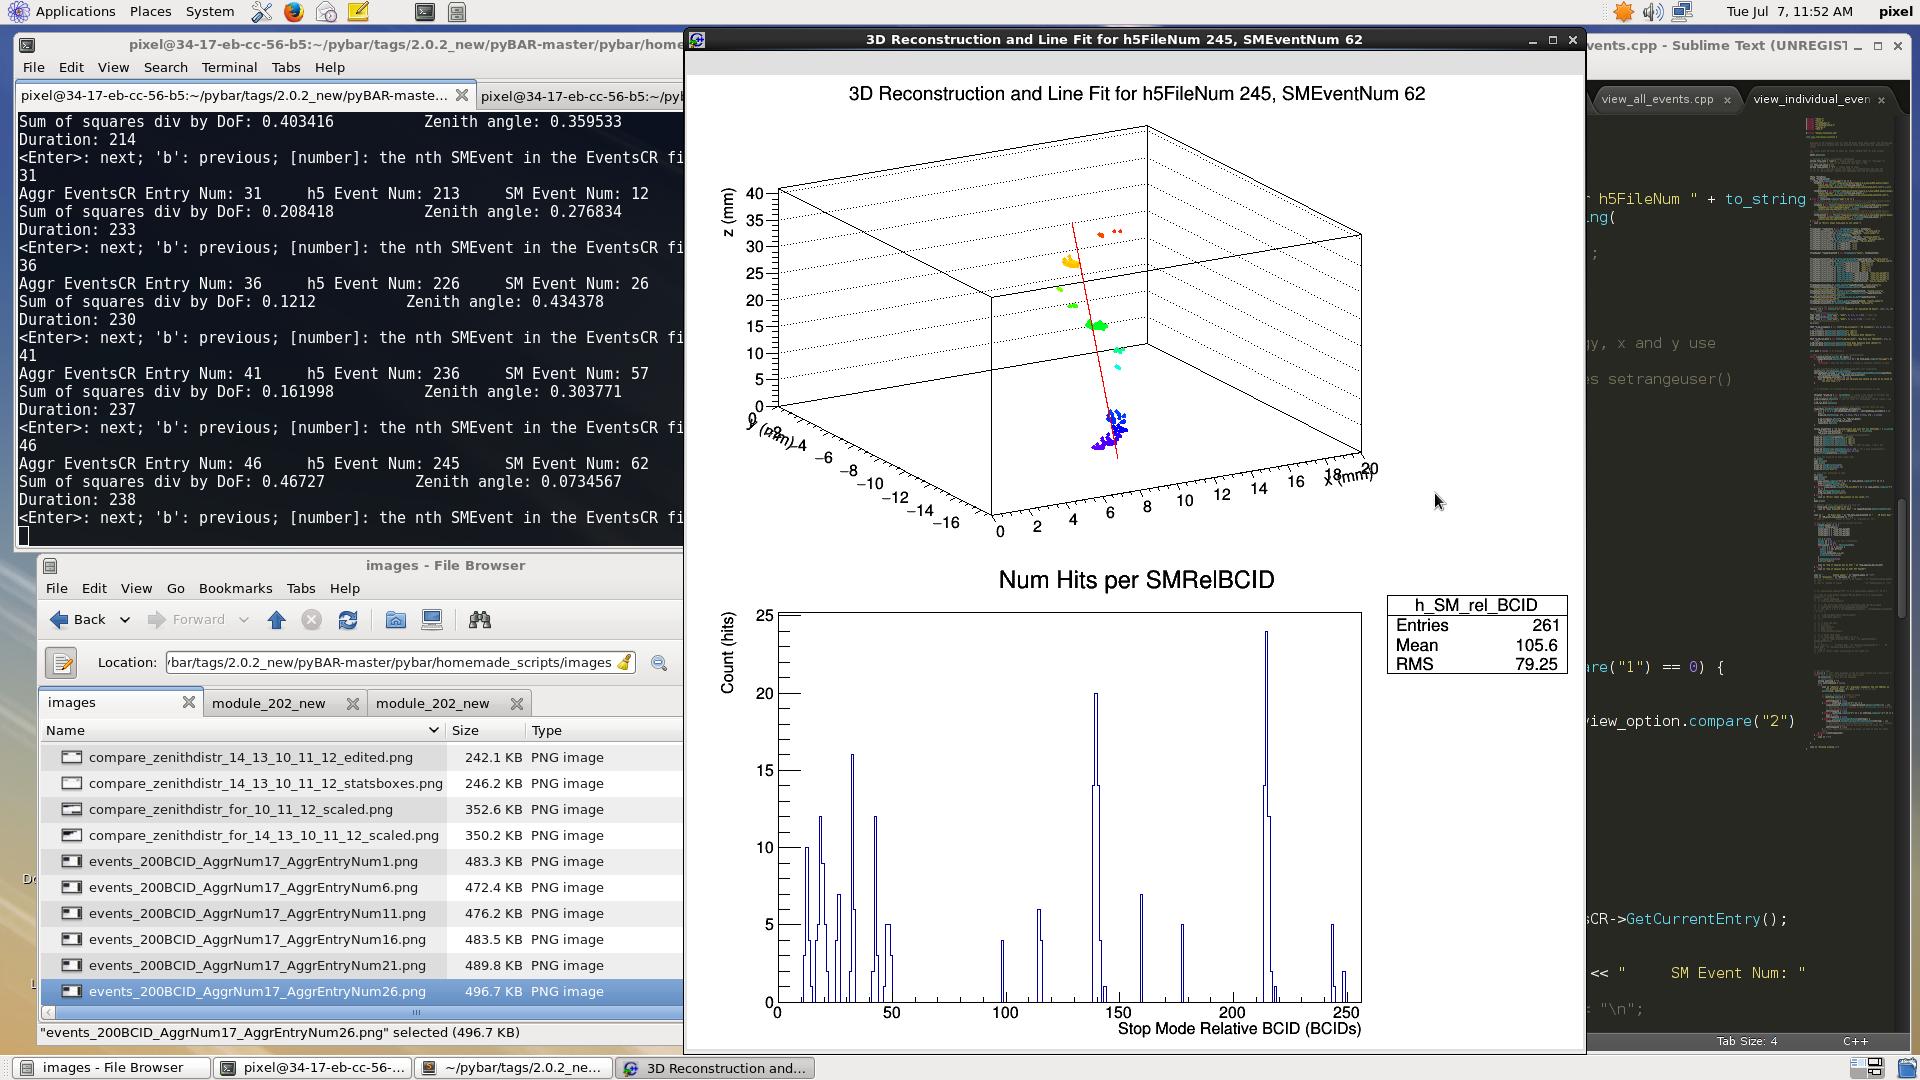 Applications Places System
Tue Jul 7, 11:52 AM pixel
pixel@34-17-eb-cc-56-b5:~/pybar/tags/2.0.2_new/pyBAR-master/pybar/home
File Edit View Search Terminal Tabs Help
pixel@34-17-eb-cc-56-b5:~/pybar/tags/2.0.2_new/pyBAR-maste...
pixel@34-17-eb-cc-56-b5:~/pyb
Sum of squares div by DoF: 0.403416 Zenith angle: 0.359533
Duration: 214
<Enter>: next; 'b': previous; [number]: the nth SMEvent in the EventsCR fi
31
Aggr EventsCR Entry Num: 31 h5 Event Num: 213 SM Event Num: 12
Sum of squares div by DoF: 0.208418 Zenith angle: 0.276834
Duration: 233
<Enter>: next; 'b': previous; [number]: the nth SMEvent in the EventsCR fi
36
Aggr EventsCR Entry Num: 36 h5 Event Num: 226 SM Event Num: 26
Sum of squares div by DoF: 0.1212 Zenith angle: 0.434378
Duration: 230
<Enter>: next; 'b': previous; [number]: the nth SMEvent in the EventsCR fi
41
Aggr EventsCR Entry Num: 41 h5 Event Num: 236 SM Event Num: 57
Sum of squares div by DoF: 0.161998 Zenith angle: 0.303771
Duration: 237
<Enter>: next; 'b': previous; [number]: the nth SMEvent in the EventsCR fi
46
Aggr EventsCR Entry Num: 46 h5 Event Num: 245 SM Event Num: 62
Sum of squares div by DoF: 0.46727 Zenith angle: 0.0734567
Duration: 238
<Enter>: next; 'b': previous; [number]: the nth SMEvent in the EventsCR fi
images - File Browser
File Edit View Go Bookmarks Tabs Help
Back Forward
Location: /bar/tags/2.0.2_new/pyBAR-master/pybar/homemade_scripts/images
images module_202_new module_202_new
Name Size Type
compare_zenithdistr_14_13_10_11_12_edited.png 242.1 KB PNG image
compare_zenithdistr_14_13_10_11_12_statsboxes.png 246.2 KB PNG image
compare_zenithdistr_for_10_11_12_scaled.png 352.6 KB PNG image
compare_zenithdistr_for_14_13_10_11_12_scaled.png 350.2 KB PNG image
events_200BCID_AggrNum17_AggrEntryNum1.png 483.3 KB PNG image
events_200BCID_AggrNum17_AggrEntryNum6.png 472.4 KB PNG image
events_200BCID_AggrNum17_AggrEntryNum11.png 476.2 KB PNG image
events_200BCID_AggrNum17_AggrEntryNum16.png 483.5 KB PNG image
events_200BCID_AggrNum17_AggrEntryNum21.png 489.8 KB PNG image
events_200BCID_AggrNum17_AggrEntryNum26.png 496.7 KB PNG image
"events_200BCID_AggrNum17_AggrEntryNum26.png" selected (496.7 KB)
3D Reconstruction and Line Fit for h5FileNum 245, SMEventNum 62
3D Reconstruction and Line Fit for h5FileNum 245, SMEventNum 62
z (mm)
40
35
30
25
20
15
10
5
0
y (mm)
0 −4 −6 −8 −10 −12 −14 −16
0 2 4 6 8 10 12 14 16 18 20
x (mm)
Num Hits per SMRelBCID
Count (hits)
25
20
15
10
5
0
0 50 100 150 200 250
Stop Mode Relative BCID (BCIDs)
h_SM_rel_BCID
Entries 261
Mean 105.6
RMS 79.25
vents.cpp - Sublime Text (UNREGIST
view_all_events.cpp view_individual_even
h5FileNum " + to_string
ng(
;
gy, x and y use
es setrangeuser()
are("1") == 0) {
view_option.compare("2")
sCR->GetCurrentEntry();
<< " SM Event Num: "
"\n";
Tab Size: 4 C++
images - File Browser
pixel@34-17-eb-cc-56-...
~/pybar/tags/2.0.2_ne...
3D Reconstruction and...